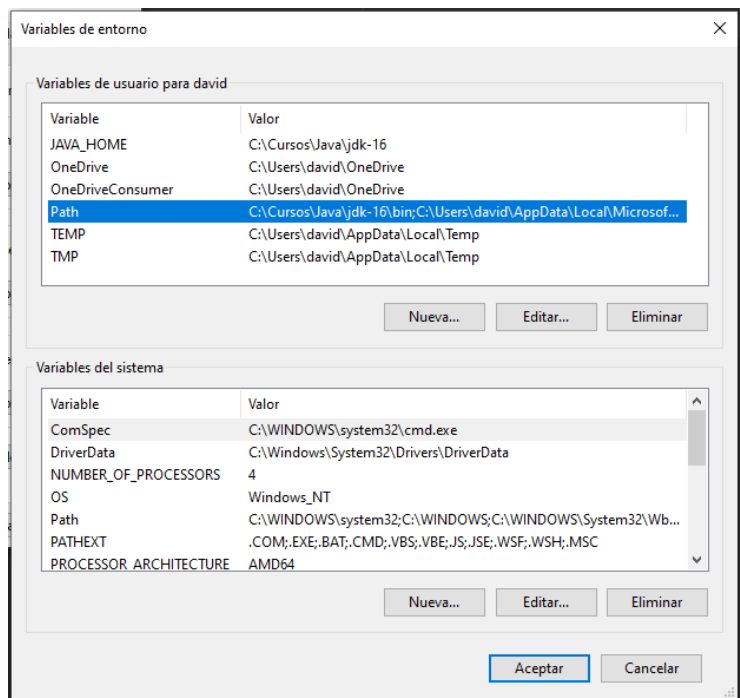 Variables de entorno
Variables de usuario para david
Variable Valor
JAVA_HOME C:\Cursos\Java\jdk-16
OneDrive C:\Users\david\OneDrive
OneDriveConsumer C:\Users\david\OneDrive
Path C:\Cursos\Java\jdk-16\bin;C:\Users\david\AppData\Local\Microsof...
TEMP C:\Users\david\AppData\Local\Temp
TMP C:\Users\david\AppData\Local\Temp
Nueva... Editar... Eliminar
Variables del sistema
Variable Valor
ComSpec C:\WINDOWS\system32\cmd.exe
DriverData C:\Windows\System32\Drivers\DriverData
NUMBER_OF_PROCESSORS 4
OS Windows_NT
Path C:\WINDOWS\system32;C:\WINDOWS;C:\WINDOWS\System32\Wb...
PATHEXT .COM;.EXE;.BAT;.CMD;.VBS;.VBE;.JS;.JSE;.WSF;.WSH;.MSC
PROCESSOR_ARCHITECTURE AMD64
Nueva... Editar... Eliminar
Aceptar Cancelar